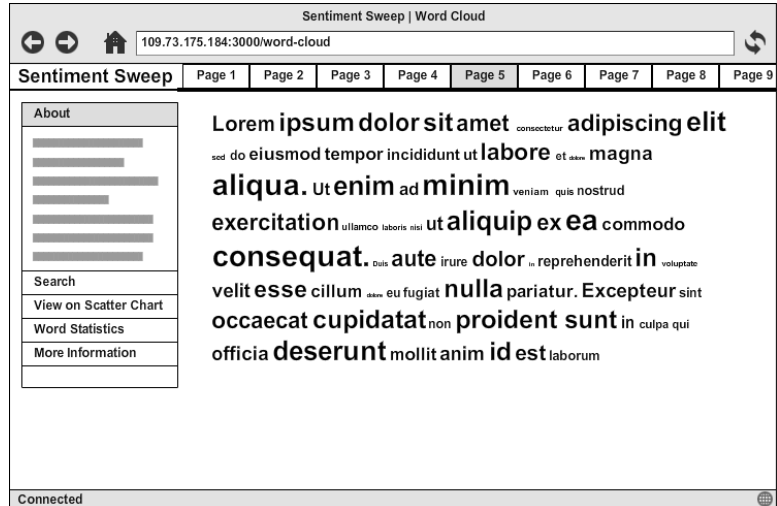 Sentiment Sweep | Word Cloud
109.73.175.184:3000/word-cloud
Sentiment Sweep Page 1 Page 2 Page 3 Page 4 Page 5 Page 6 Page 7 Page 8 Page 9
About
Search
View on Scatter Chart
Word Statistics
More Information
Lorem ipsum dolor sit amet consectetur adipiscing elit
sed do eiusmod tempor incididunt ut labore et dolore magna
aliqua. Ut enim ad minim veniam quis nostrud
exercitation ullamco laboris nisi ut aliquip ex ea commodo
consequat. Duis aute irure dolor in reprehenderit in voluptate
velit esse cillum dolore eu fugiat nulla pariatur. Excepteur sint
occaecat cupidatat non proident sunt in culpa qui
officia deserunt mollit anim id est laborum
Connected